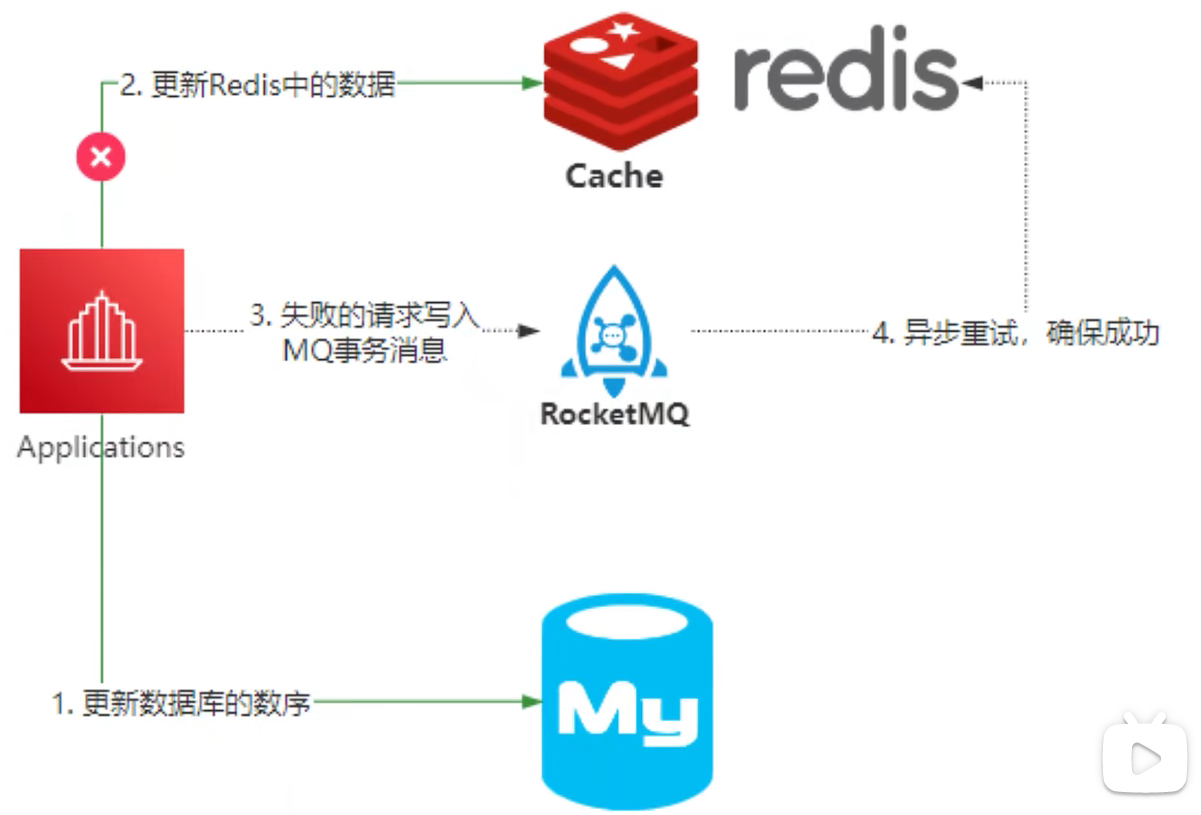 2. 更新Redis中的数据
redis
Cache
3. 失败的请求写入
MQ事务消息
4. 异步重试，确保成功
RocketMQ
Applications
1. 更新数据库的数序
My